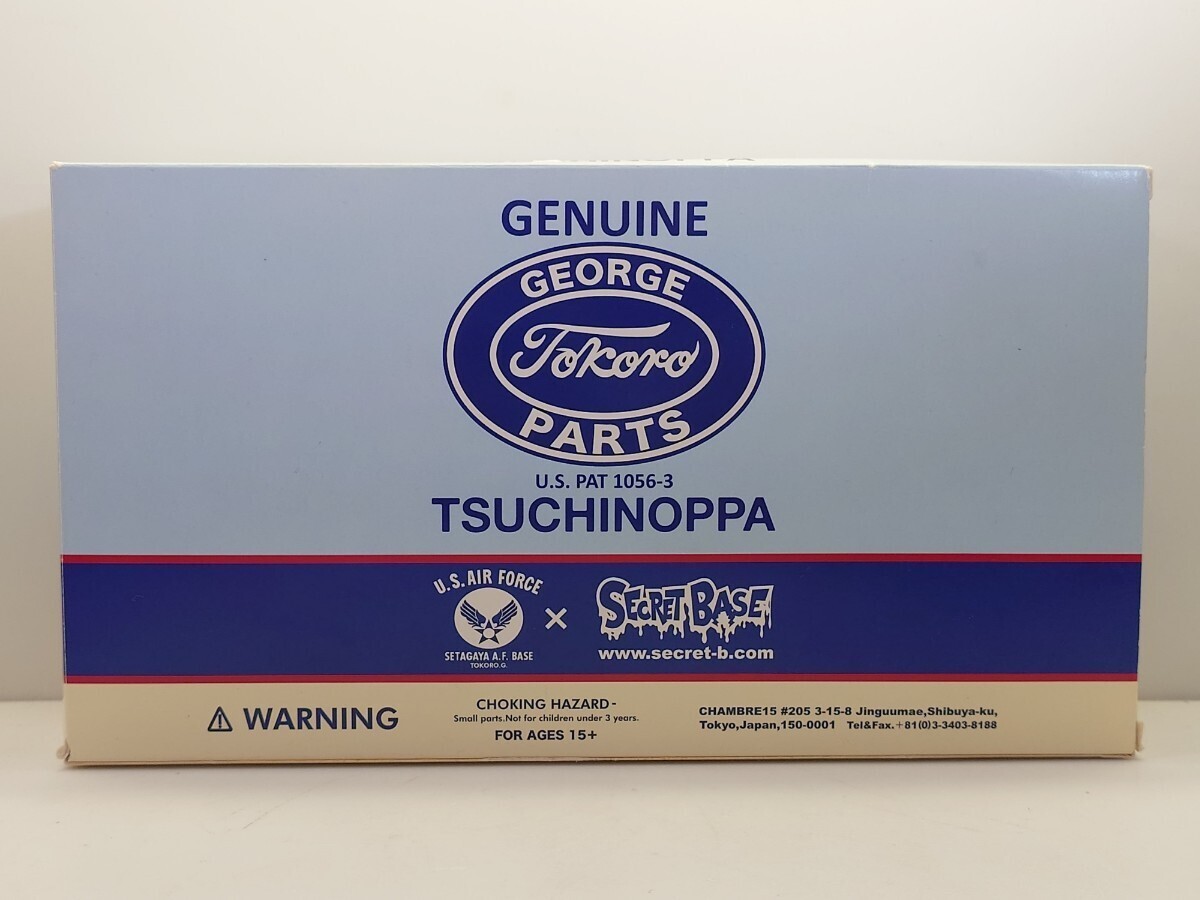 GENUINE
GEORGE
Tokoro
PARTS
U.S. PAT 1056-3
TSUCHINOPPA
U.S. AIR FORCE
SETAGAYA A.F. BASE
TOKORO.G.
×
SECRET BASE
www.secret-b.com
⚠ WARNING
CHOKING HAZARD-
Small parts.Not for children under 3 years.
FOR AGES 15+
CHAMBRE15 #205 3-15-8 Jinguumae,Shibuya-ku,
Tokyo,Japan,150-0001 Tel&Fax.+81(0)3-3403-8188